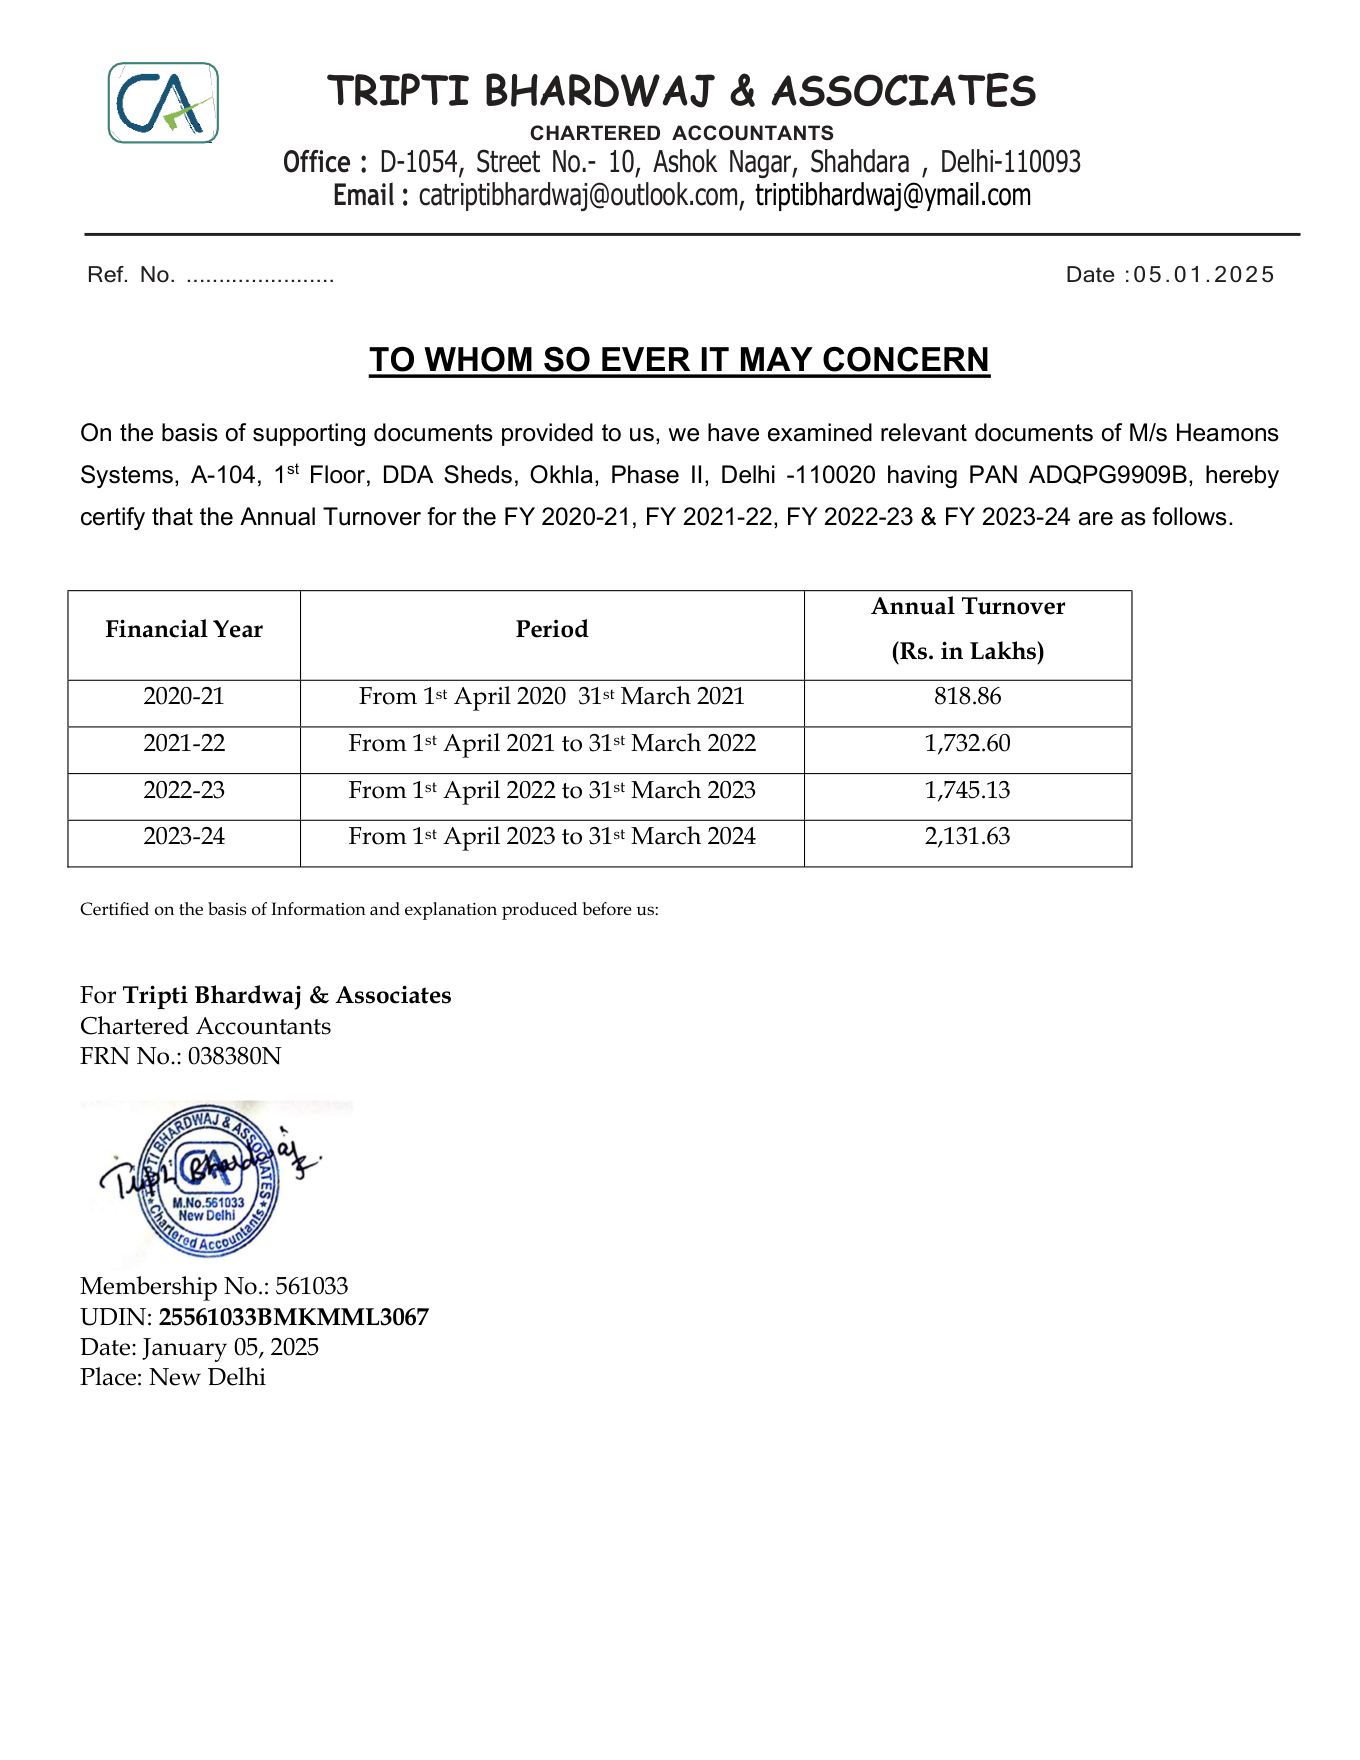 CA
TRIPTI BHARDWAJ & ASSOCIATES
CHARTERED ACCOUNTANTS
Office : D-1054, Street No.- 10, Ashok Nagar, Shahdara , Delhi-110093
Email : catriptibhardwaj@outlook.com, triptibhardwaj@ymail.com
Ref. No. ....................... Date :05.01.2025
TO WHOM SO EVER IT MAY CONCERN
On the basis of supporting documents provided to us, we have examined relevant documents of M/s Heamons
Systems, A-104, 1st Floor, DDA Sheds, Okhla, Phase II, Delhi -110020 having PAN ADQPG9909B, hereby
certify that the Annual Turnover for the FY 2020-21, FY 2021-22, FY 2022-23 & FY 2023-24 are as follows.
Financial Year Period Annual Turnover
(Rs. in Lakhs)
2020-21 From 1st April 2020 31st March 2021 818.86
2021-22 From 1st April 2021 to 31st March 2022 1,732.60
2022-23 From 1st April 2022 to 31st March 2023 1,745.13
2023-24 From 1st April 2023 to 31st March 2024 2,131.63
Certified on the basis of Information and explanation produced before us:
For Tripti Bhardwaj & Associates
Chartered Accountants
FRN No.: 038380N
TRIPTI BHARDWAJ & ASSOCIATES
Tripti Bhardwaj
CA
M.No.561033
New Delhi
* Chartered Accountants *
Membership No.: 561033
UDIN: 25561033BMKMML3067
Date: January 05, 2025
Place: New Delhi